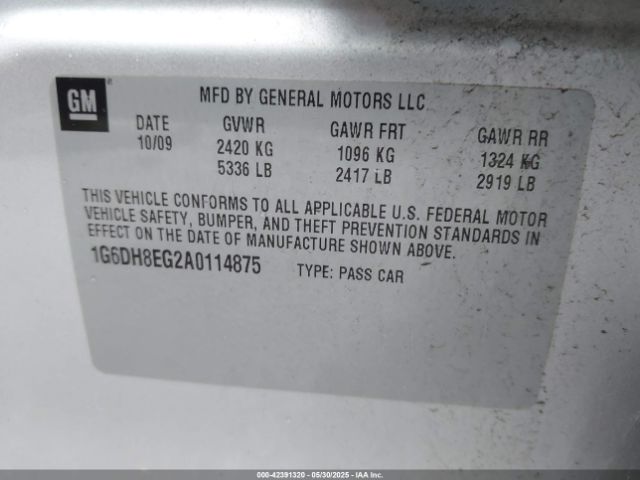 GM
MFD BY GENERAL MOTORS LLC
DATE GVWR GAWR FRT GAWR RR
10/09 2420 KG 1096 KG 1324 KG
5336 LB 2417 LB 2919 LB
THIS VEHICLE CONFORMS TO ALL APPLICABLE U.S. FEDERAL MOTOR
VEHICLE SAFETY, BUMPER, AND THEFT PREVENTION STANDARDS IN
EFFECT ON THE DATE OF MANUFACTURE SHOWN ABOVE.
1G6DH8EG2A0114875 TYPE: PASS CAR
000-42391320 - 05/30/2025 - IAAI.COM